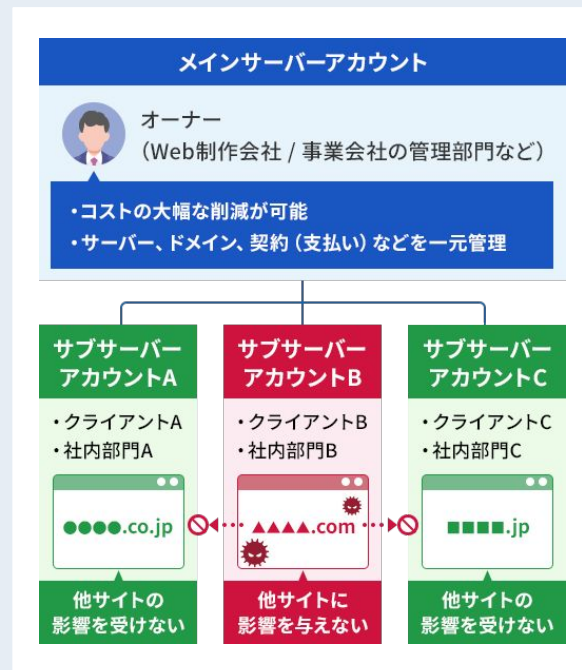 メインサーバーアカウント
オーナー
（Web制作会社 / 事業会社の管理部門など）
・コストの大幅な削減が可能
・サーバー、ドメイン、契約（支払い）などを一元管理
サブサーバー
アカウントA
・クライアントA
・社内部門A
●●●●.co.jp
他サイトの
影響を受けない
サブサーバー
アカウントB
・クライアントB
・社内部門B
▲▲▲▲.com
他サイトに
影響を与えない
サブサーバー
アカウントC
・クライアントC
・社内部門C
■■■■.jp
他サイトの
影響を受けない